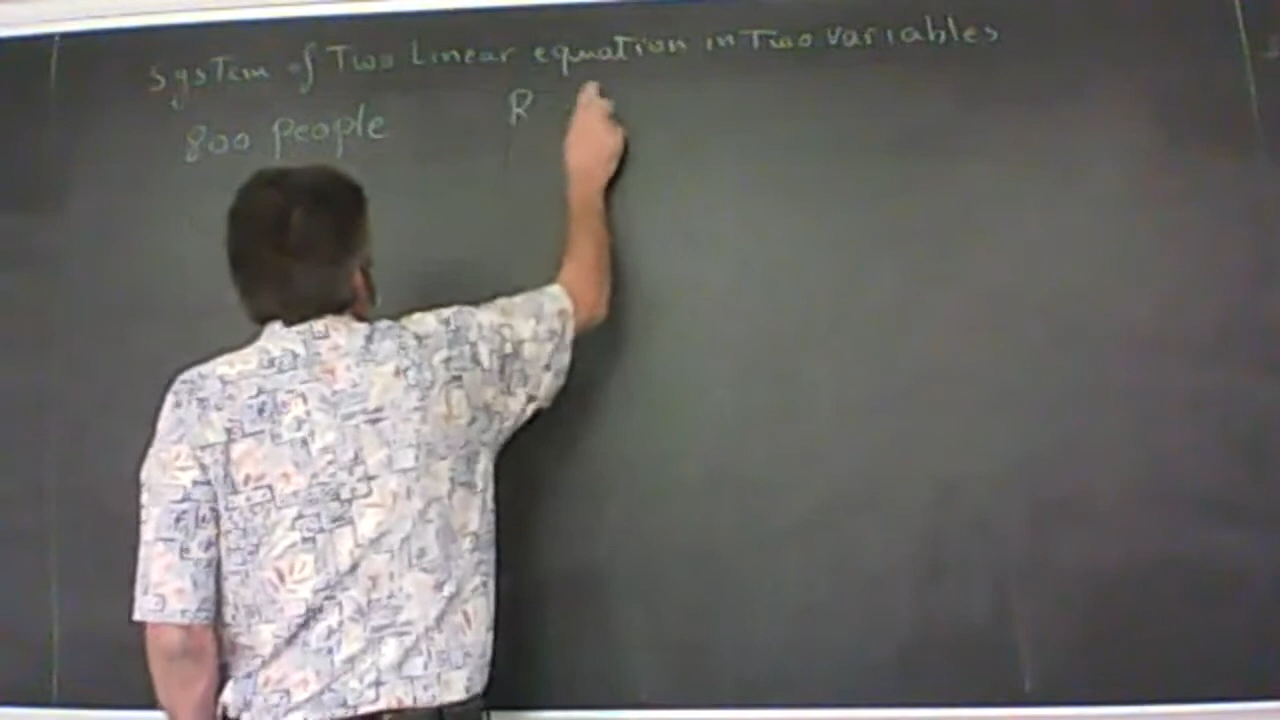 System of Two Linear equation in Two variables
800 people R